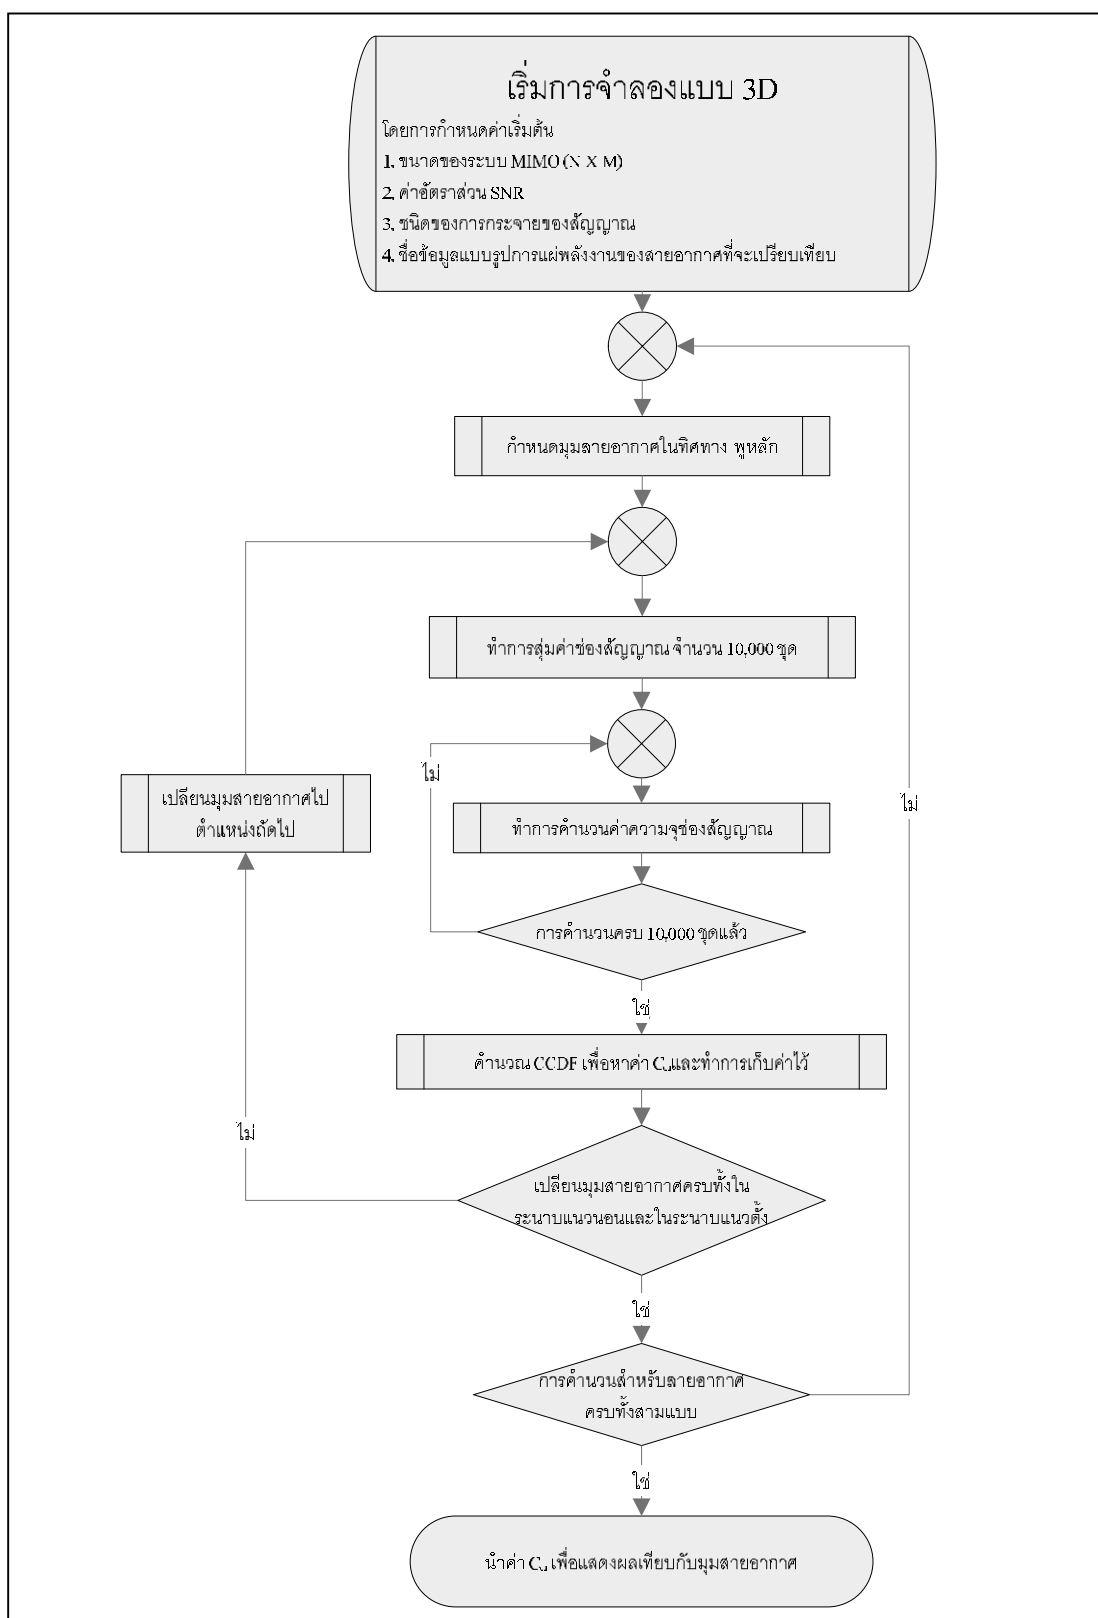 เริ่มการจำลองแบบ 3D
โดยการกำหนดค่าเริ่มต้น
1. ขนาดของระบบ MIMO (N X M)
2. ค่าอัตราส่วน SNR
3. ชนิดของการกระจายของสัญญาณ
4. ชื่อข้อมูลแบบรูปการแผ่พลังงานของสายอากาศที่จะเปรียบเทียบ
กำหนดมุมสายอากาศในทิศทาง พูหลัก
ทำการสุ่มค่าช่องสัญญาณ จำนวน 10,000 ชุด
ไม่
เปลี่ยนมุมสายอากาศไป
ตำแหน่งถัดไป
ไม่
ทำการคำนวนค่าความจุช่องสัญญาณ
การคำนวนครบ 10,000 ชุดแล้ว
ใช่
คำนวณ CCDF เพื่อหาค่า และทำการเก็บค่าไว้
ไม่
เปลี่ยนมุมสายอากาศครบทั้งใน
ระนาบแนวนอนและในระนาบแนวตั้ง
ใช่
การคำนวนสำหรับสายอากาศ
ครบทั้งสามแบบ
ใช่
นำค่า เพื่อแสดงผลเทียบกับมุมสายอากาศ